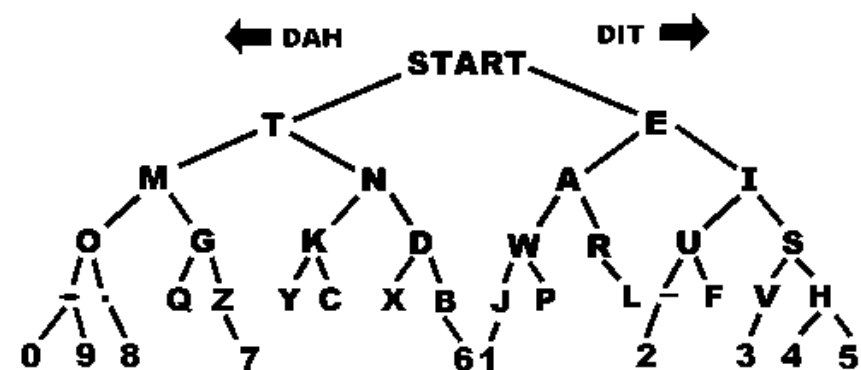 DAH DIT
START
T E
M N A I
O G K D W R U S
- . Q Z Y C X B J P L - F V H
0 9 8 7 6 1 2 3 4 5